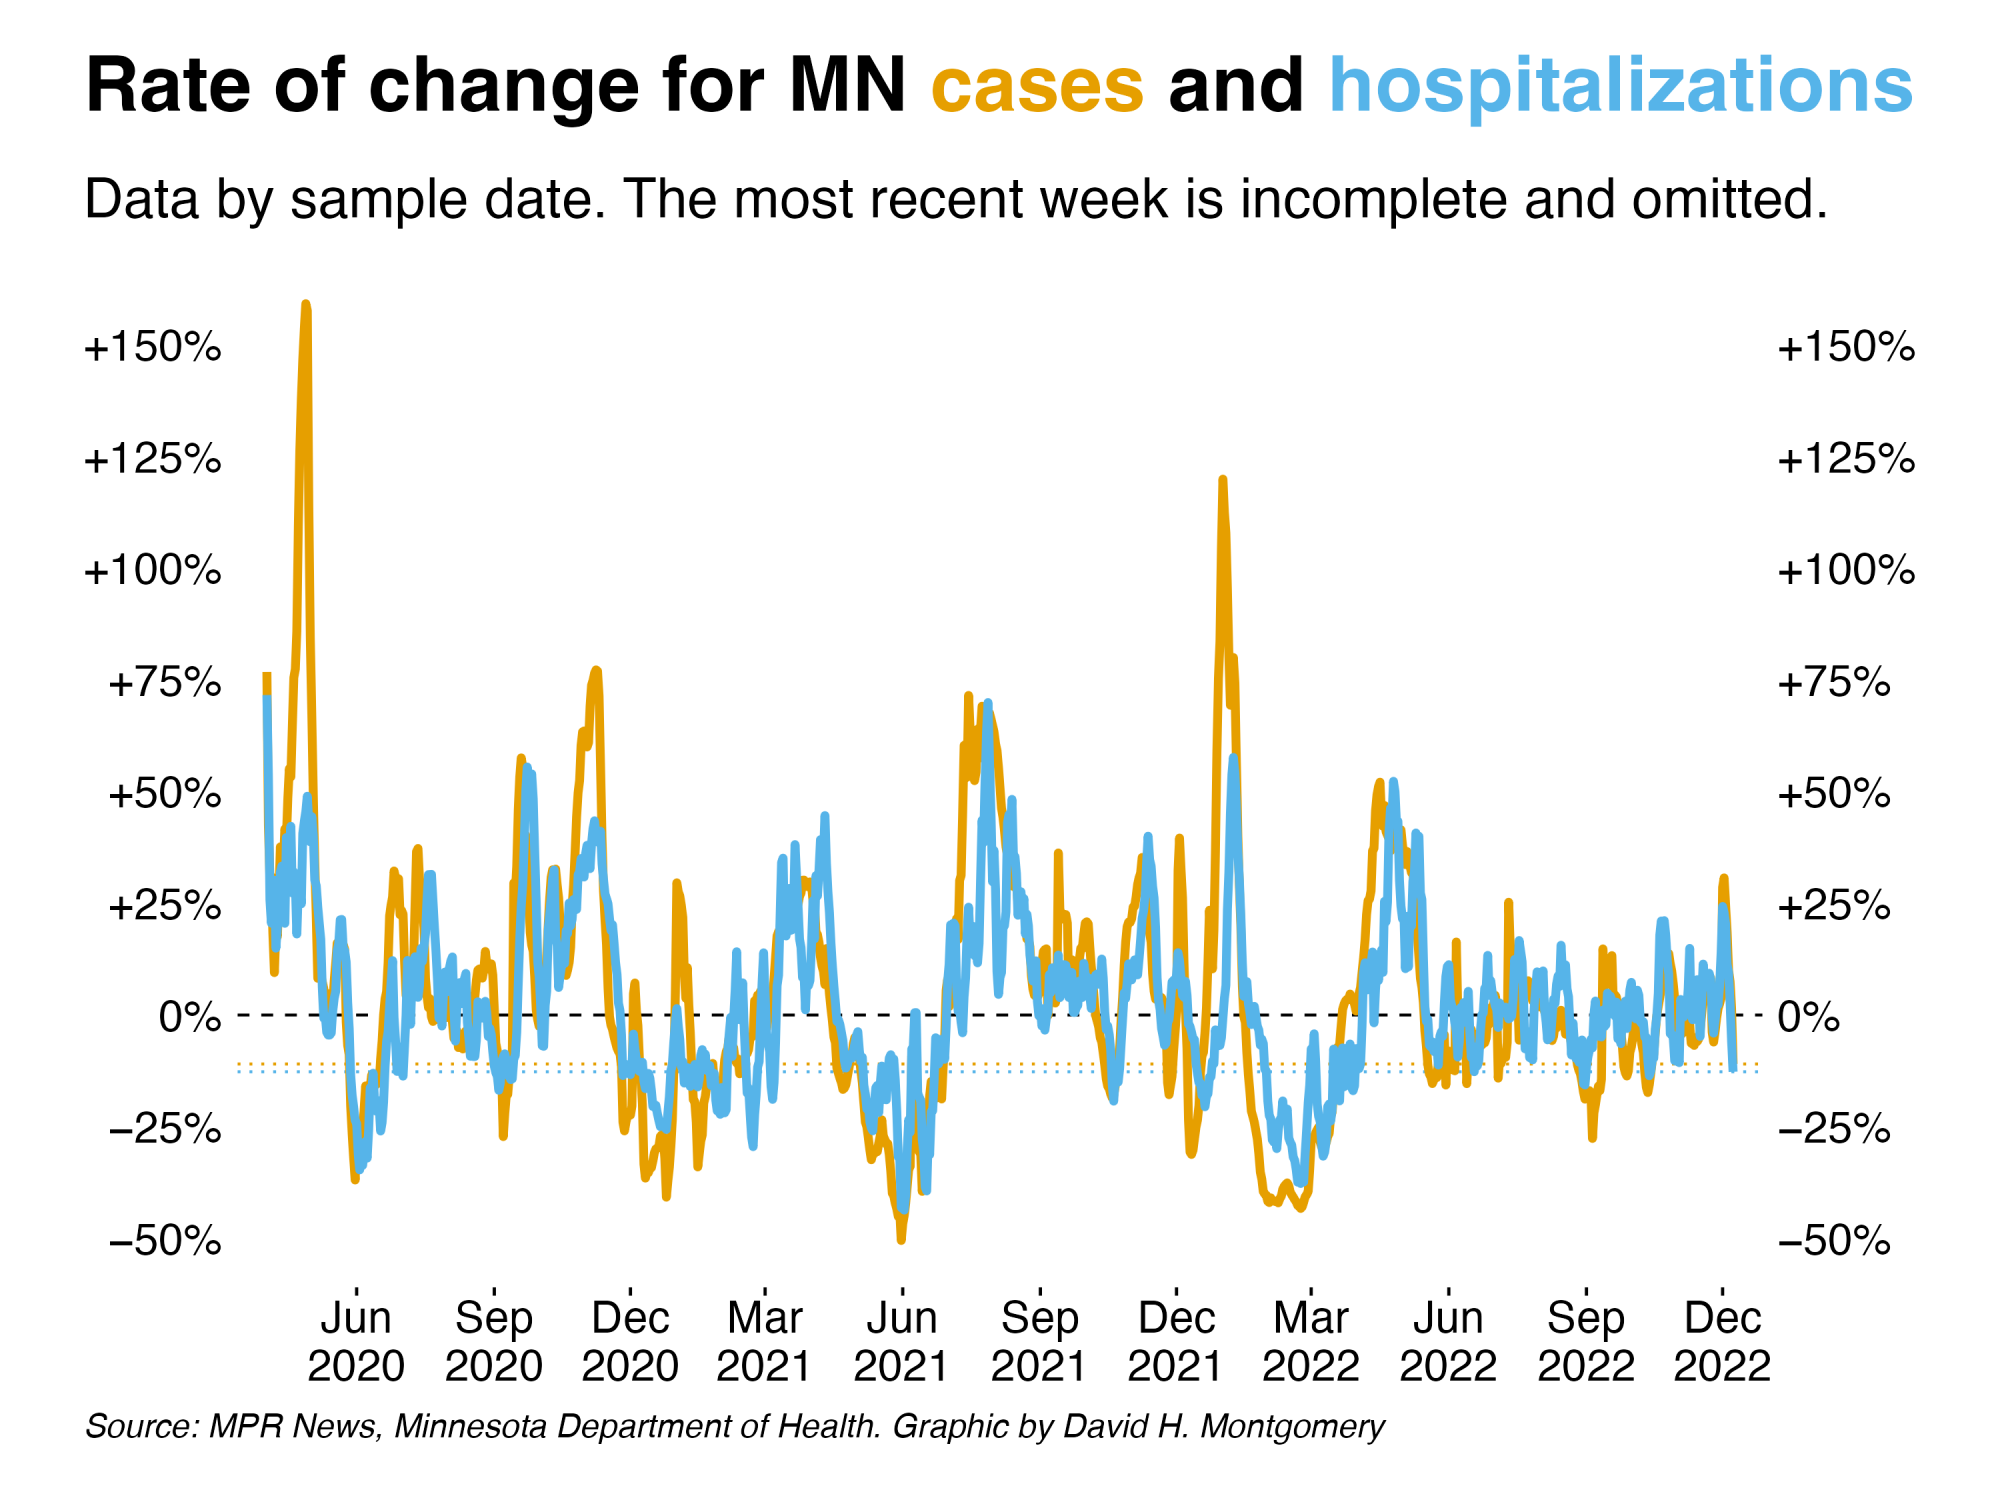 Rate of change for MN cases and hospitalizations
Data by sample date. The most recent week is incomplete and omitted.
+150% +150%
+125% +125%
+100% +100%
+75% +75%
+50% +50%
+25% +25%
0% 0%
−25% −25%
−50% −50%
Jun Sep Dec Mar Jun Sep Dec Mar Jun Sep Dec
2020 2020 2020 2021 2021 2021 2021 2022 2022 2022 2022
Source: MPR News, Minnesota Department of Health. Graphic by David H. Montgomery